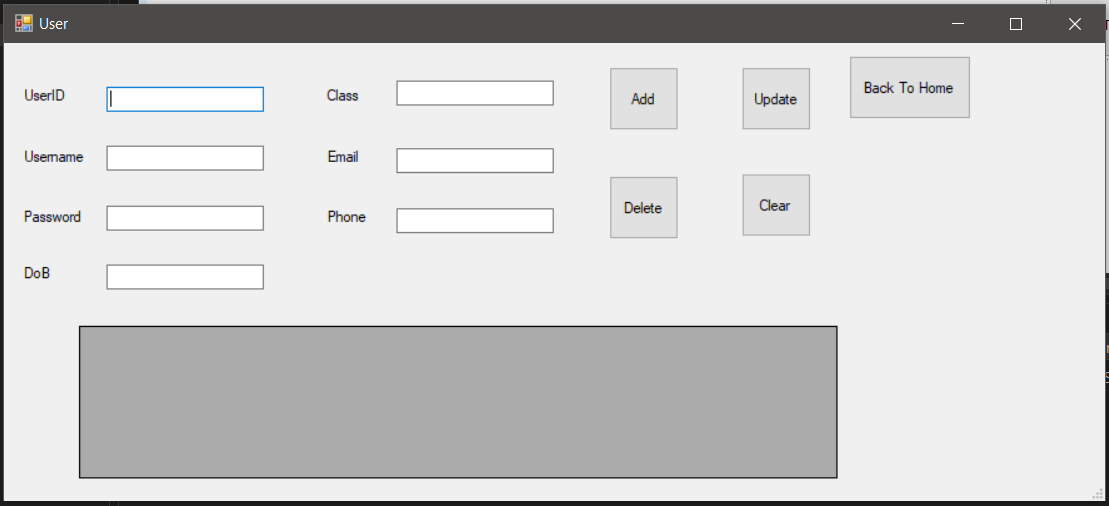 User
UserID
Class
Add
Update
Back To Home
Username
Email
Password
Phone
Delete
Clear
DoB